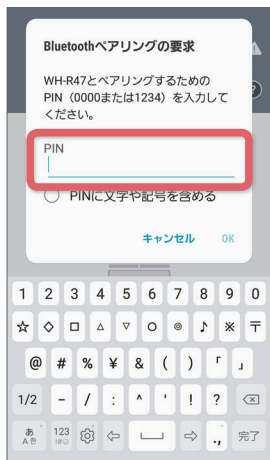 Bluetoothペアリングの要求
WH-R47とペアリングするための
PIN（0000または1234）を入力して
ください。
PIN
PINに文字や記号を含める
キャンセル OK
1 2 3 4 5 6 7 8 9 0
☆ ◇ □ △ ▽ ○ ◎ ♪ ※ 〒
@ # % ¥ & ( ) 「 」
1/2 - / : ^ ' ! ?
あ 123 ., 完了
A 한 !#☺